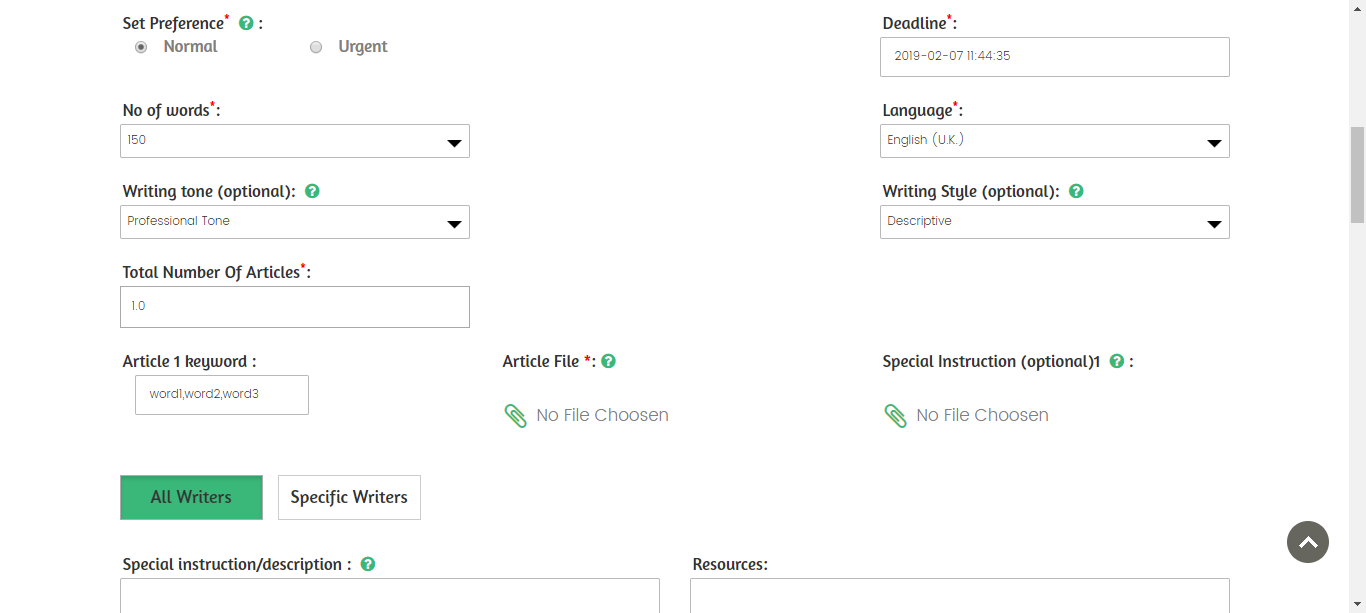 Set Preference* ? :
Deadline*:
Normal
Urgent
2019-02-07 11:44:35
No of words*:
Language*:
150
English (U.K.)
Writing tone (optional): ?
Writing Style (optional): ?
Professional Tone
Descriptive
Total Number Of Articles*:
1.0
Article 1 keyword :
Article File *: ?
Special Instruction (optional)1 ? :
word1,word2,word3
No File Choosen
No File Choosen
All Writers
Specific Writers
Special instruction/description : ?
Resources: